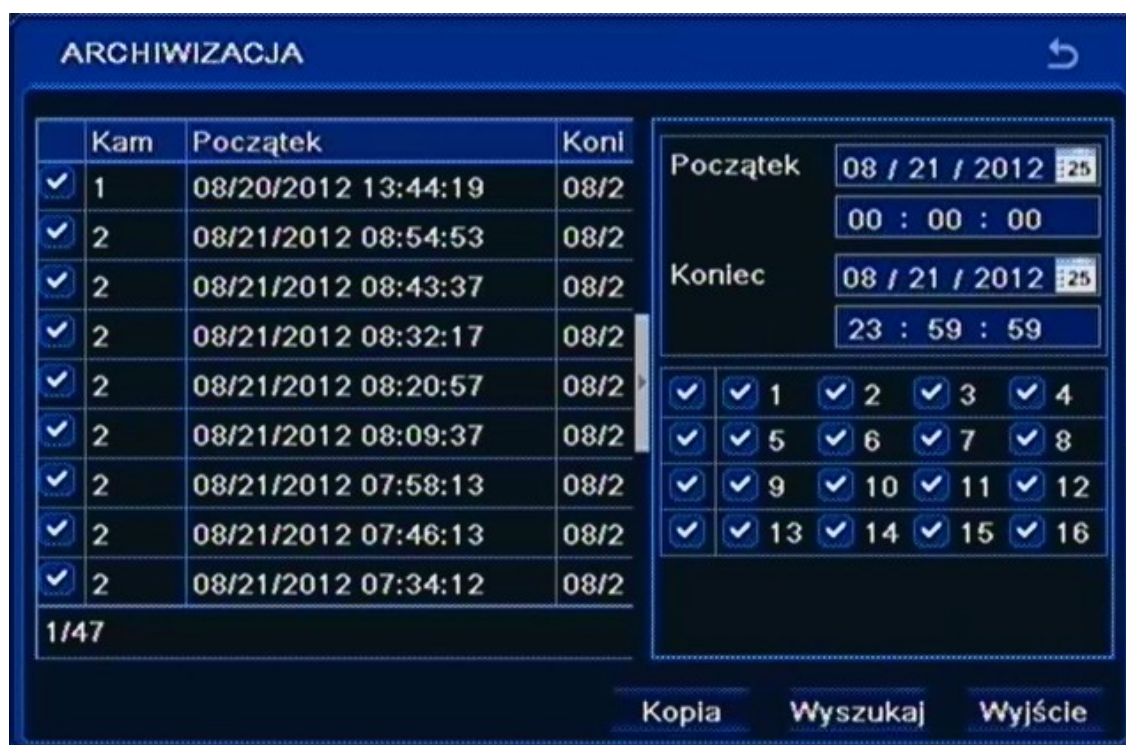 ARCHIWIZACJA
Kam Początek Koni
1 08/20/2012 13:44:19 08/2
2 08/21/2012 08:54:53 08/2
2 08/21/2012 08:43:37 08/2
2 08/21/2012 08:32:17 08/2
2 08/21/2012 08:20:57 08/2
2 08/21/2012 08:09:37 08/2
2 08/21/2012 07:58:13 08/2
2 08/21/2012 07:46:13 08/2
2 08/21/2012 07:34:12 08/2
1/47
Początek 08 / 21 / 2012 25
00 : 00 : 00
Koniec 08 / 21 / 2012 25
23 : 59 : 59
1 2 3 4
5 6 7 8
9 10 11 12
13 14 15 16
Kopia Wyszukaj Wyjście